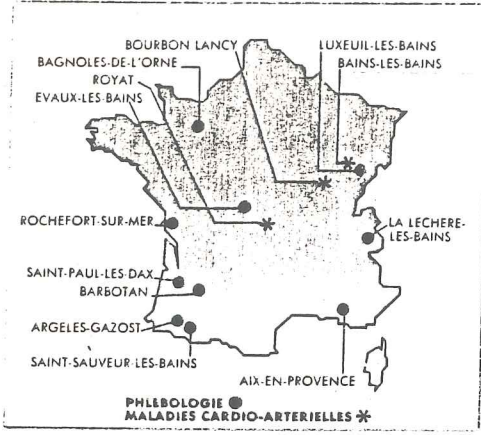 BOURBON LANCY
LUXEUIL-LES-BAINS
BAGNOLES-DE-L'ORNE
BAINS-LES-BAINS
ROYAT
EVAUX-LES-BAINS
ROCHEFORT-SUR-MER
LA LECHERE-
LES-BAINS
SAINT-PAUL-LES-DAX
BARBOTAN
ARGELES-GAZOST
SAINT-SAUVEUR-LES-BAINS
AIX-EN-PROVENCE
PHLEBOLOGIE ●
MALADIES CARDIO-ARTERIELLES *